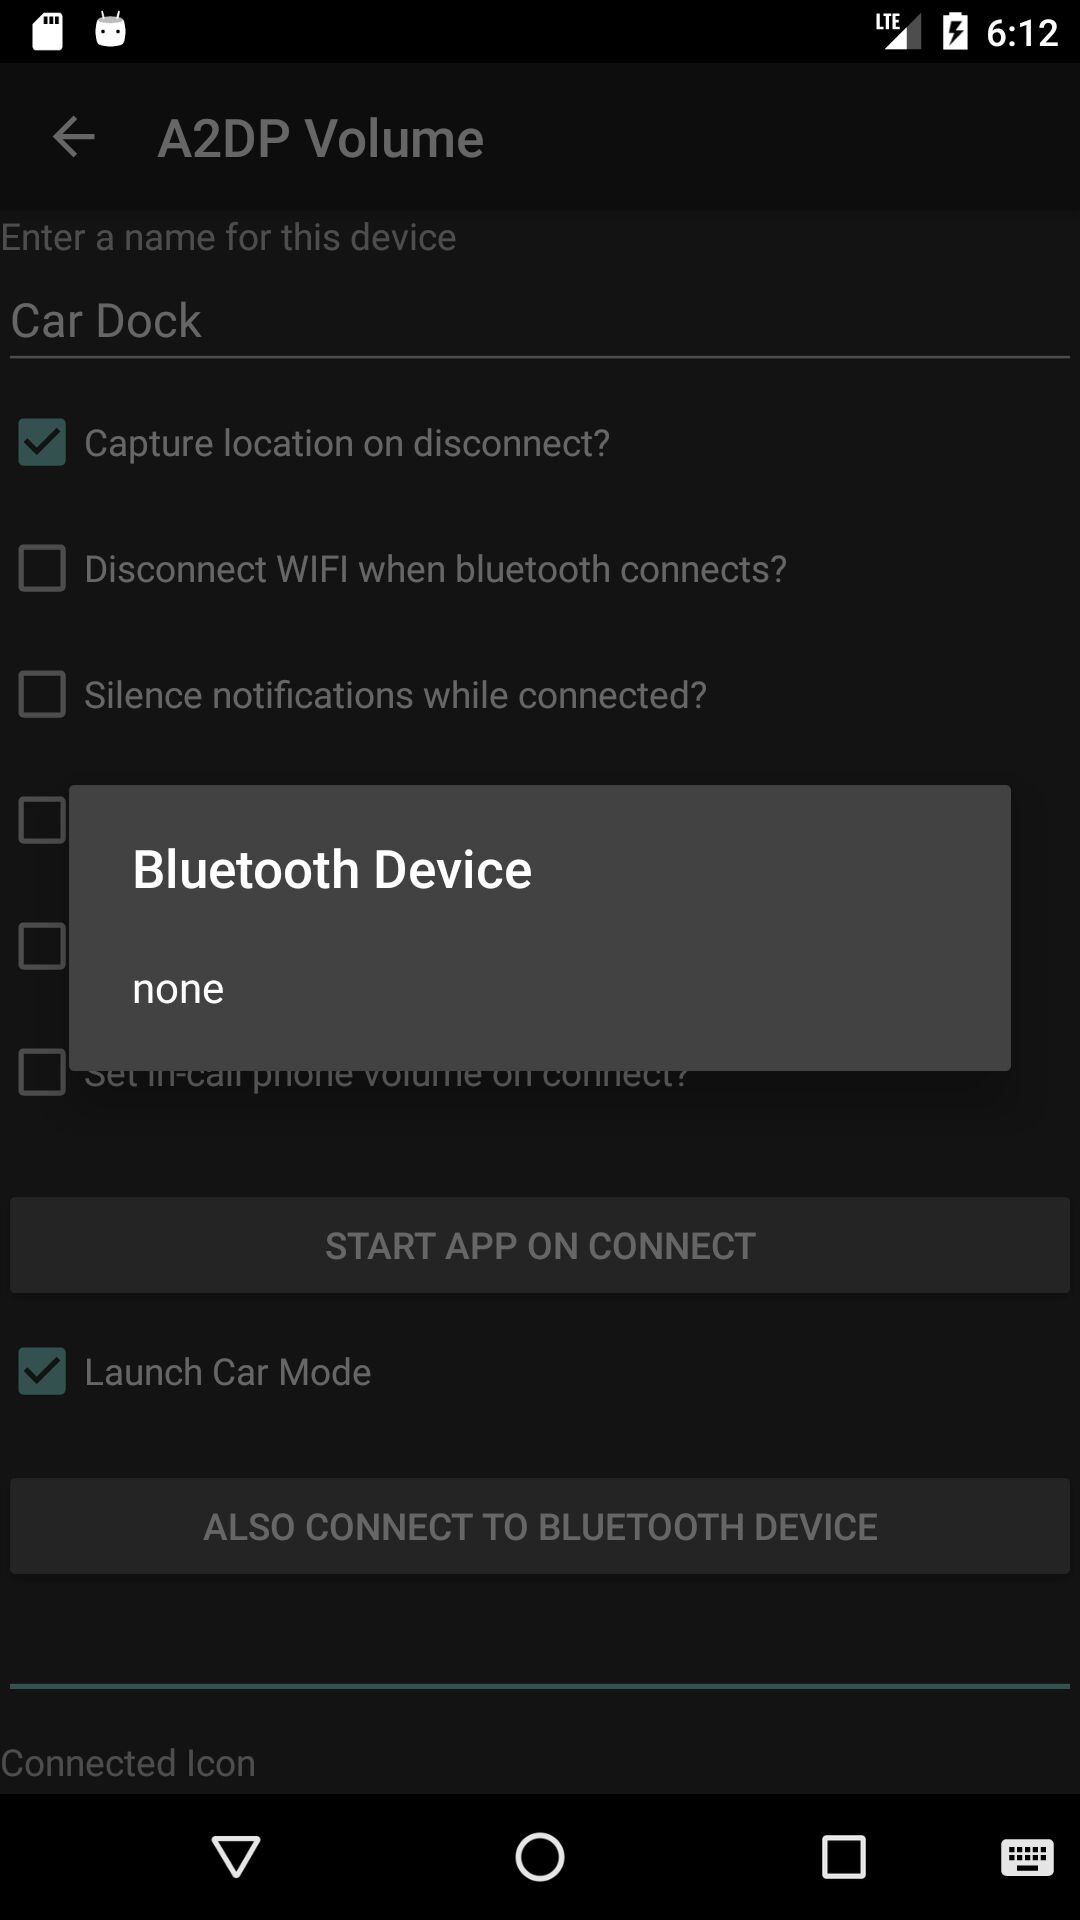 LTE 6:12
A2DP Volume
Enter a name for this device
Car Dock
Capture location on disconnect?
Disconnect WIFI when bluetooth connects?
Silence notifications while connected?
Bluetooth Device
none
Set in-call phone volume on connect?
START APP ON CONNECT
Launch Car Mode
ALSO CONNECT TO BLUETOOTH DEVICE
Connected Icon